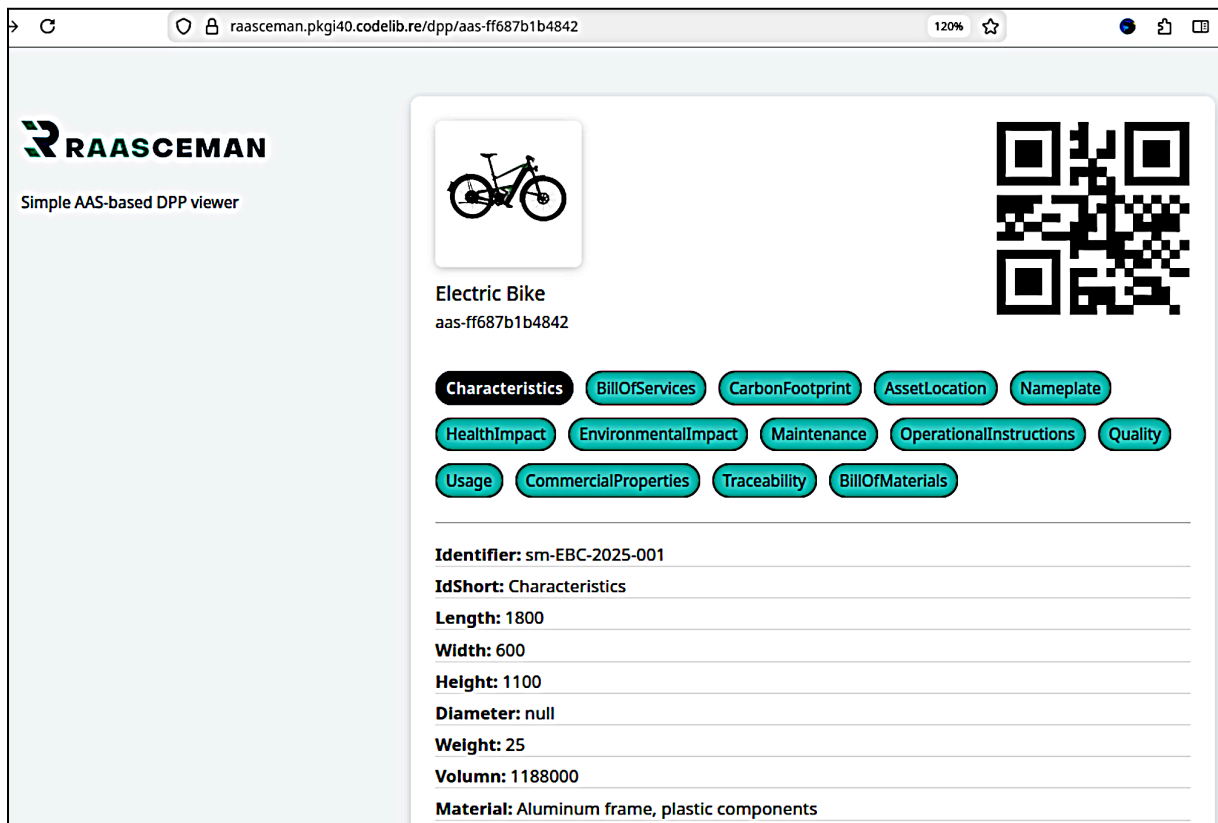 raasceman.pkgi40.codelib.re/dpp/aas-ff687b1b4842
120%
RAASCEMAN
Simple AAS-based DPP viewer
Electric Bike
aas-ff687b1b4842
Characteristics BillOfServices CarbonFootprint AssetLocation Nameplate
HealthImpact EnvironmentalImpact Maintenance OperationalInstructions Quality
Usage CommercialProperties Traceability BillOfMaterials
Identifier: sm-EBC-2025-001
IdShort: Characteristics
Length: 1800
Width: 600
Height: 1100
Diameter: null
Weight: 25
Volumn: 1188000
Material: Aluminum frame, plastic components